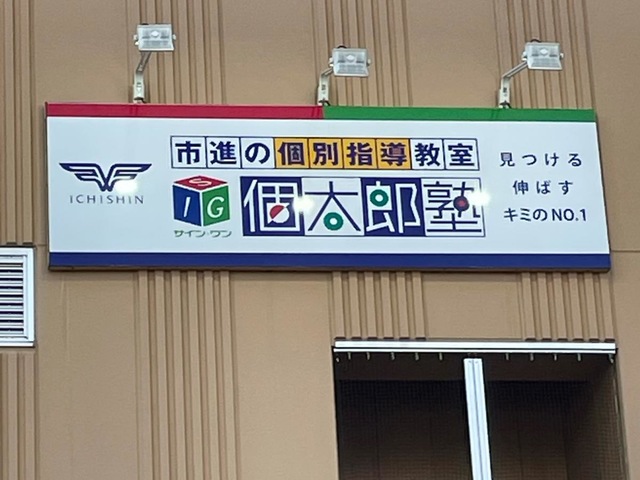 ICHISHIN
市進の個別指導教室
SIG
サイン・ワン
個太郎塾
見つける
伸ばす
キミのNO.1